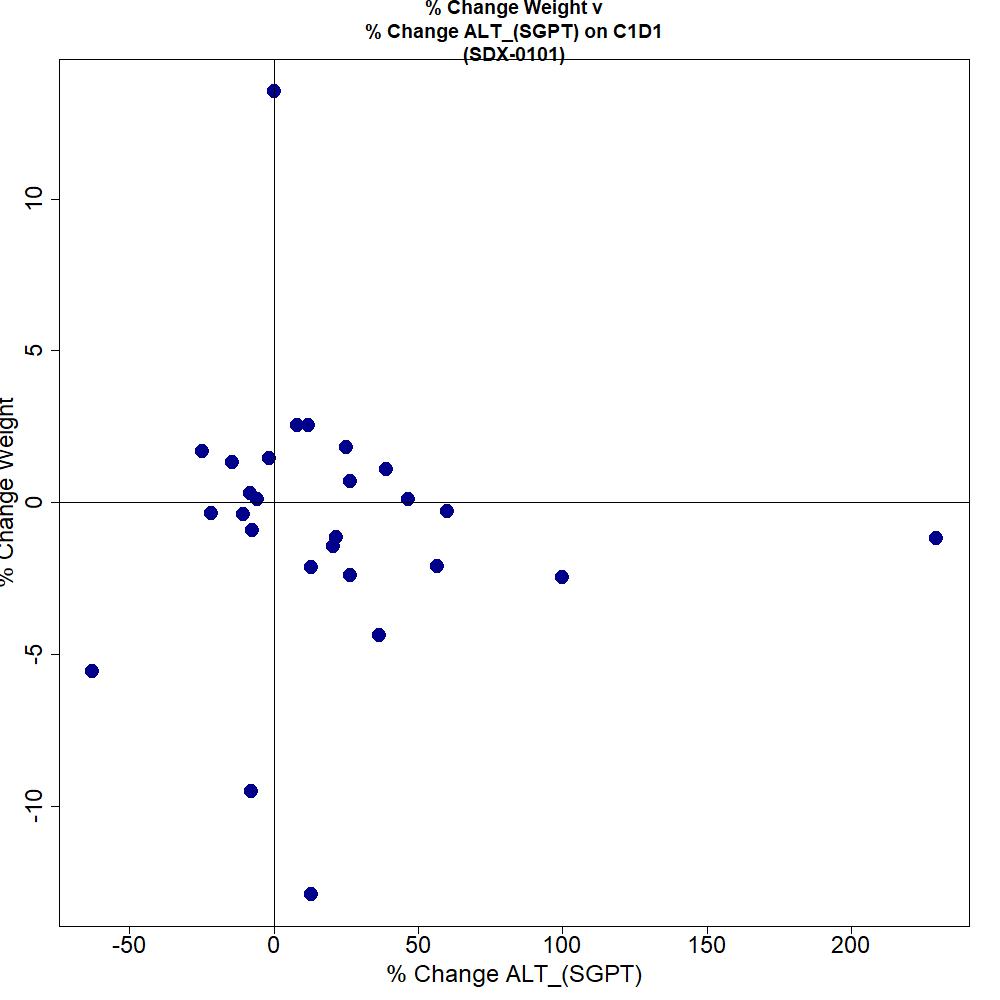 % Change Weight v
% Change ALT_(SGPT) on C1D1
(SDX-0101)
% Change Weight
10
5
0
-5
-10
-50
0
50
100
150
200
% Change ALT_(SGPT)